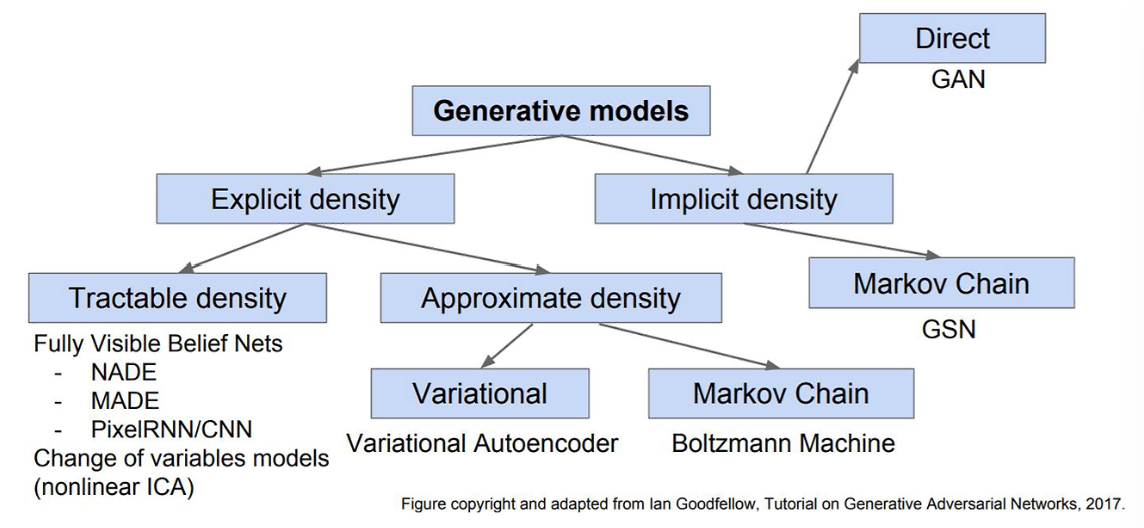 Direct
GAN
Generative models
Explicit density
Implicit density
Tractable density
Approximate density
Markov Chain
GSN
Fully Visible Belief Nets
- NADE
- MADE
- PixelRNN/CNN
Change of variables models
(nonlinear ICA)
Variational
Markov Chain
Variational Autoencoder
Boltzmann Machine
Figure copyright and adapted from Ian Goodfellow, Tutorial on Generative Adversarial Networks, 2017.